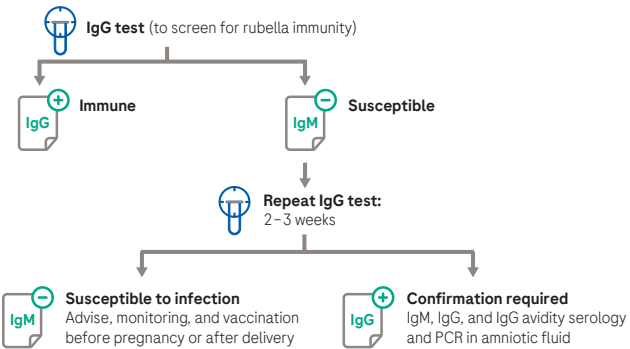 IgG test (to screen for rubella immunity)
IgG
Immune
IgM
Susceptible
Repeat IgG test:
2–3 weeks
IgM
Susceptible to infection
Advise, monitoring, and vaccination
before pregnancy or after delivery
IgG
Confirmation required
IgM, IgG, and IgG avidity serology
and PCR in amniotic fluid